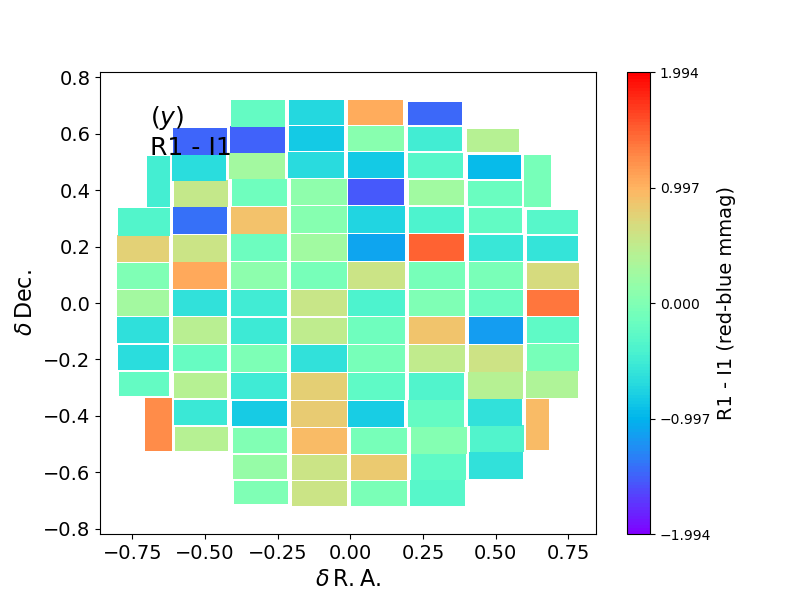 (y)
R1 - I1
0.8
0.6
0.4
0.2
0.0
−0.2
−0.4
−0.6
−0.8
δ Dec.
−0.75 −0.50 −0.25 0.00 0.25 0.50 0.75
δ R. A.
1.994
0.997
0.000
−0.997
−1.994
R1 - I1 (red-blue mmag)